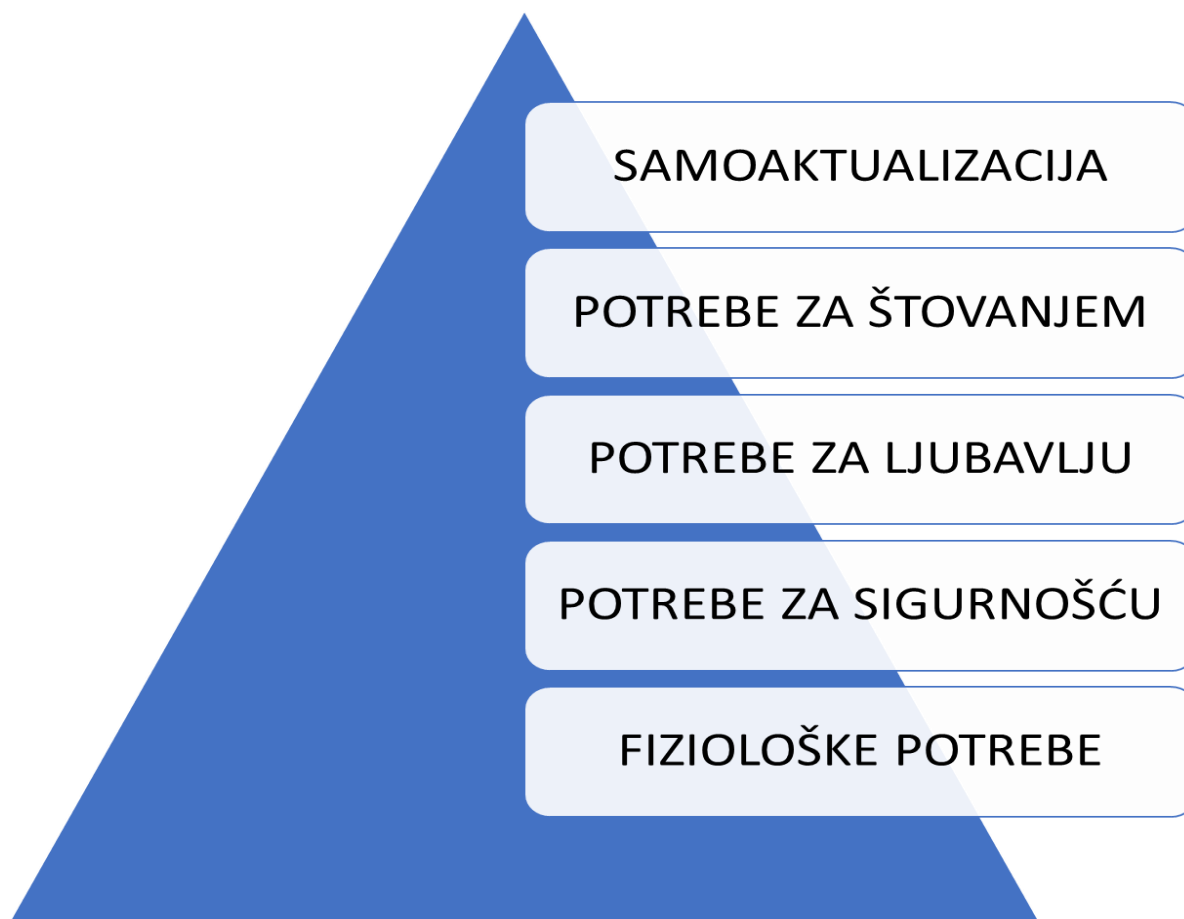 SAMOAKTUALIZACIJA
POTREBE ZA ŠTOVANJEM
POTREBE ZA LJUBAVLJU
POTREBE ZA SIGURNOŠĆU
FIZIOLOŠKE POTREBE